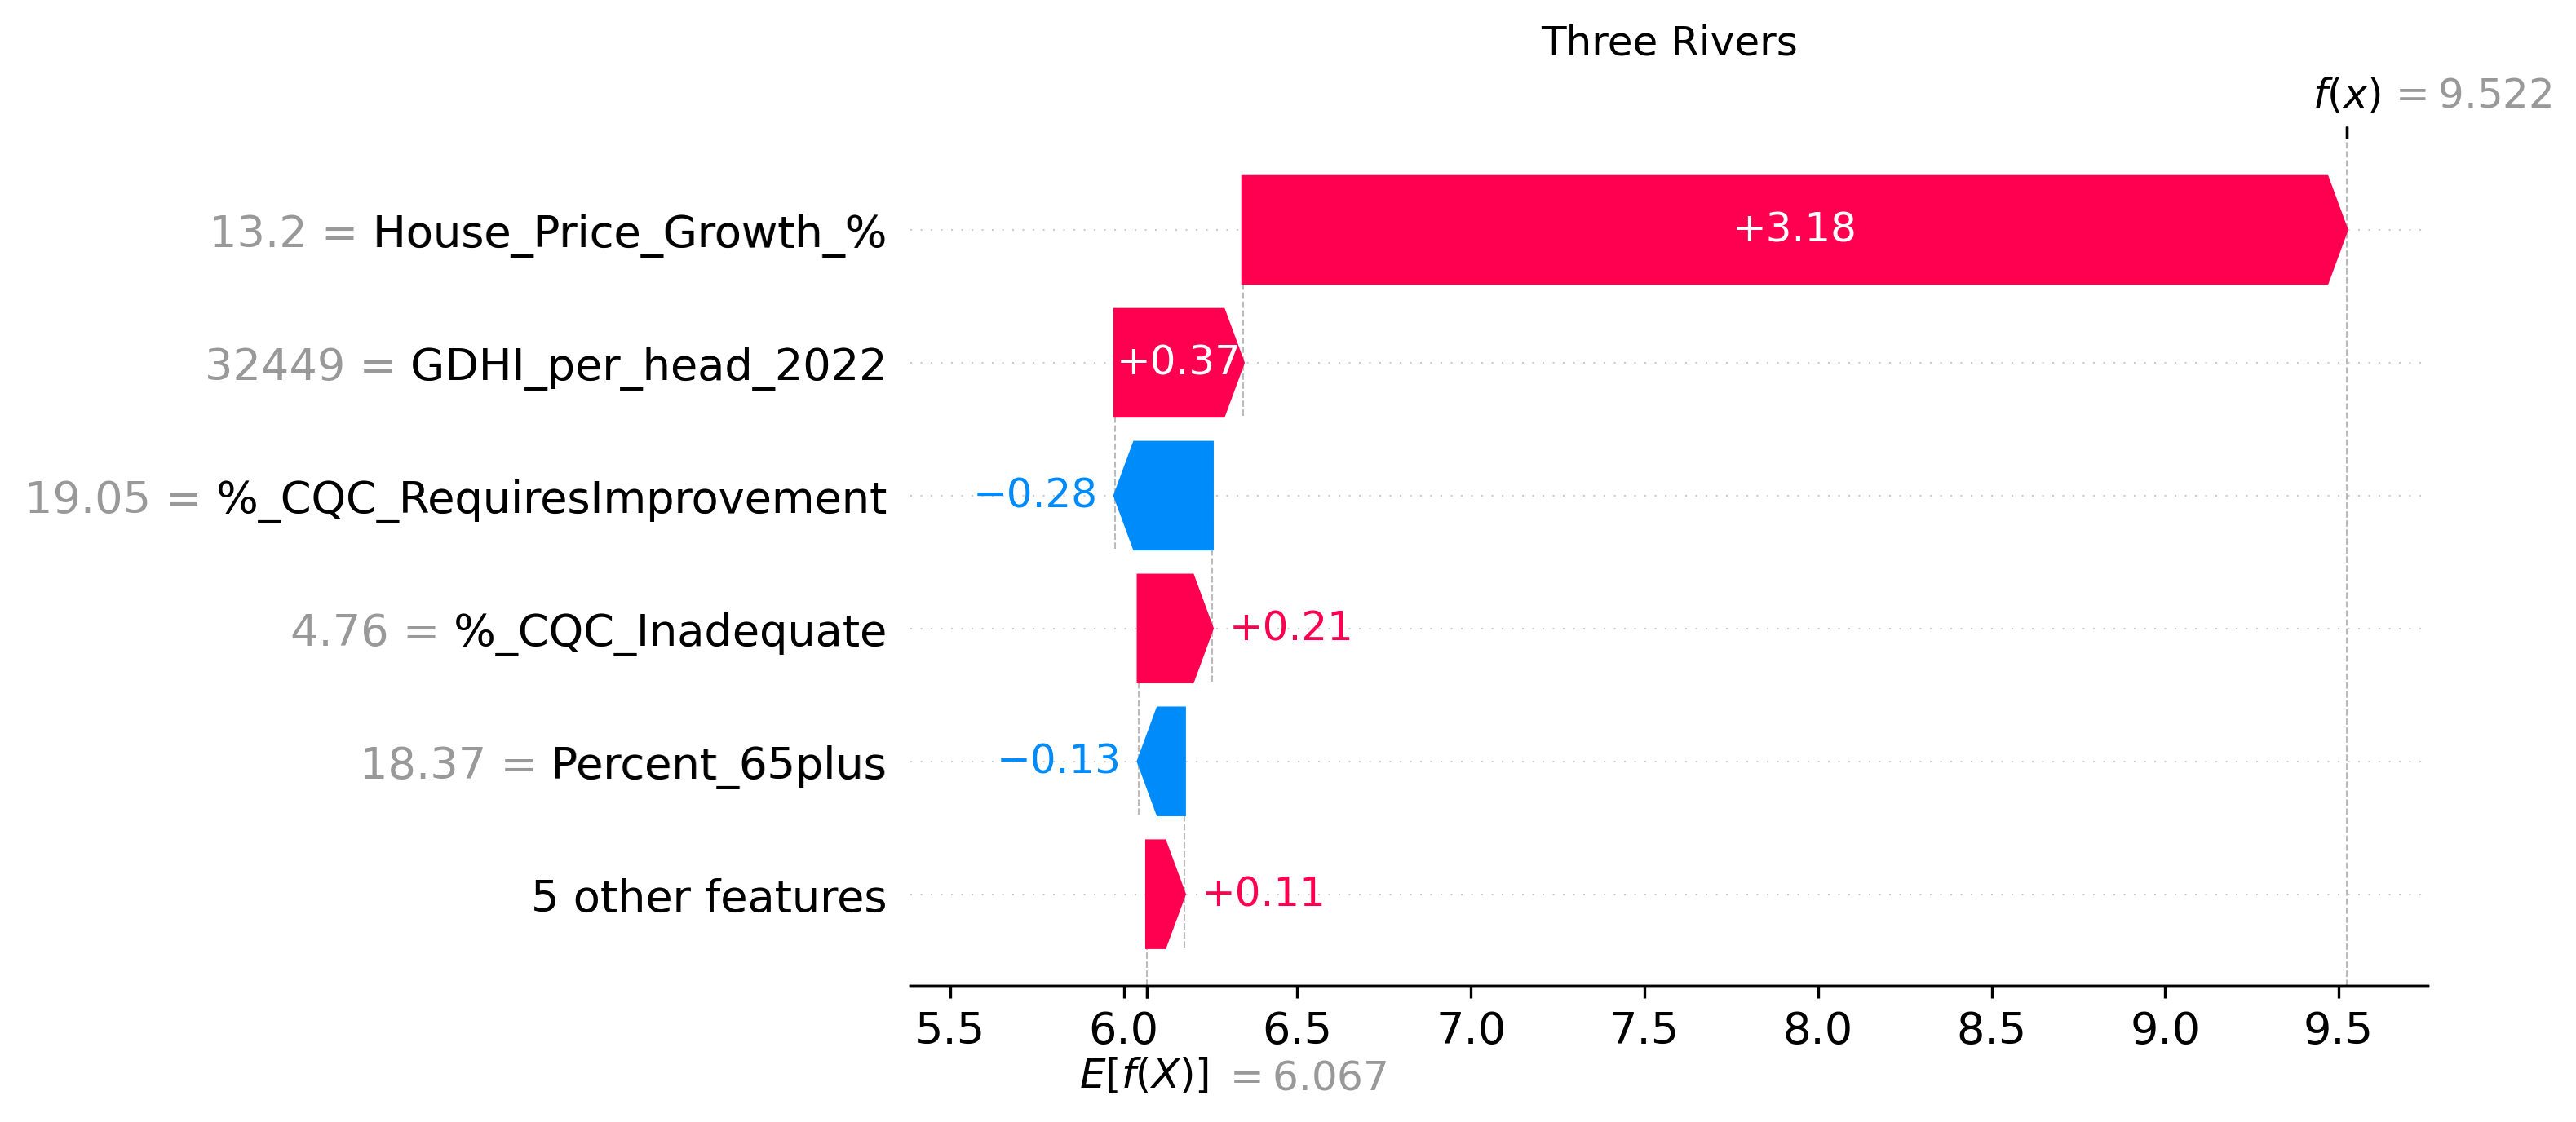 Three Rivers
f(x) = 9.522
13.2 = House_Price_Growth_%
+3.18
32449 = GDHI_per_head_2022
+0.37
19.05 = %_CQC_RequiresImprovement
−0.28
4.76 = %_CQC_Inadequate
+0.21
18.37 = Percent_65plus
−0.13
5 other features
+0.11
5.5 6.0 6.5 7.0 7.5 8.0 8.5 9.0 9.5
E[f(X)] = 6.067